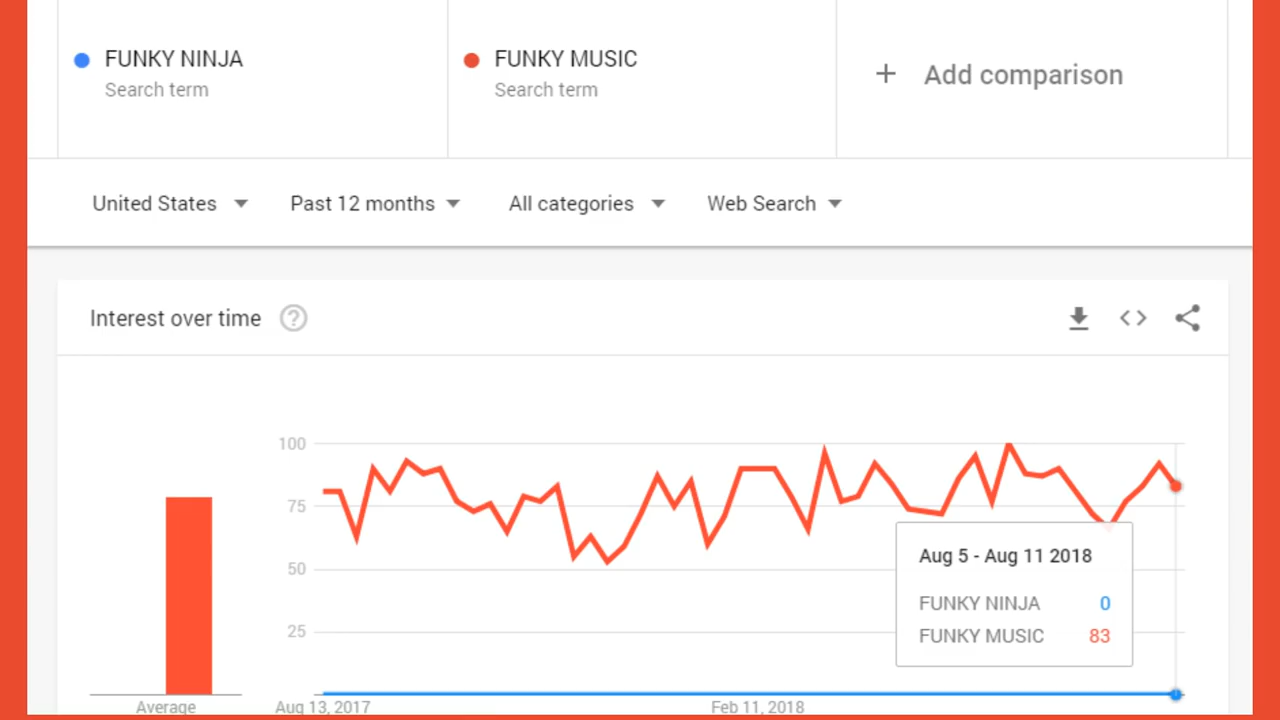 FUNKY NINJA
Search term
FUNKY MUSIC
Search term
+ Add comparison
United States
Past 12 months
All categories
Web Search
Interest over time
?
100
75
50
25
Aug 5 - Aug 11 2018
FUNKY NINJA 0
FUNKY MUSIC 83
Average
Aug 13, 2017
Feb 11, 2018